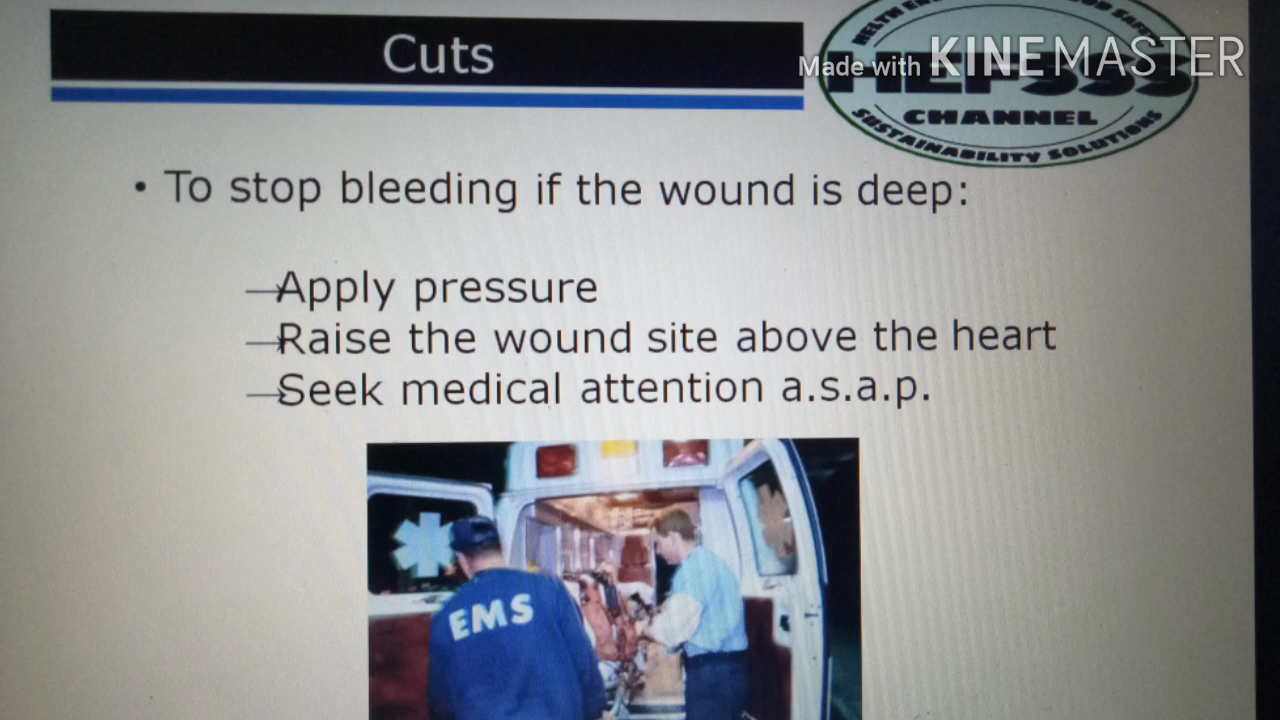 Cuts
Made with KINEMASTER
CHANNEL
SUSTAINABILITY SOLUTIONS
• To stop bleeding if the wound is deep:
→Apply pressure
→Raise the wound site above the heart
→Seek medical attention a.s.a.p.
EMS